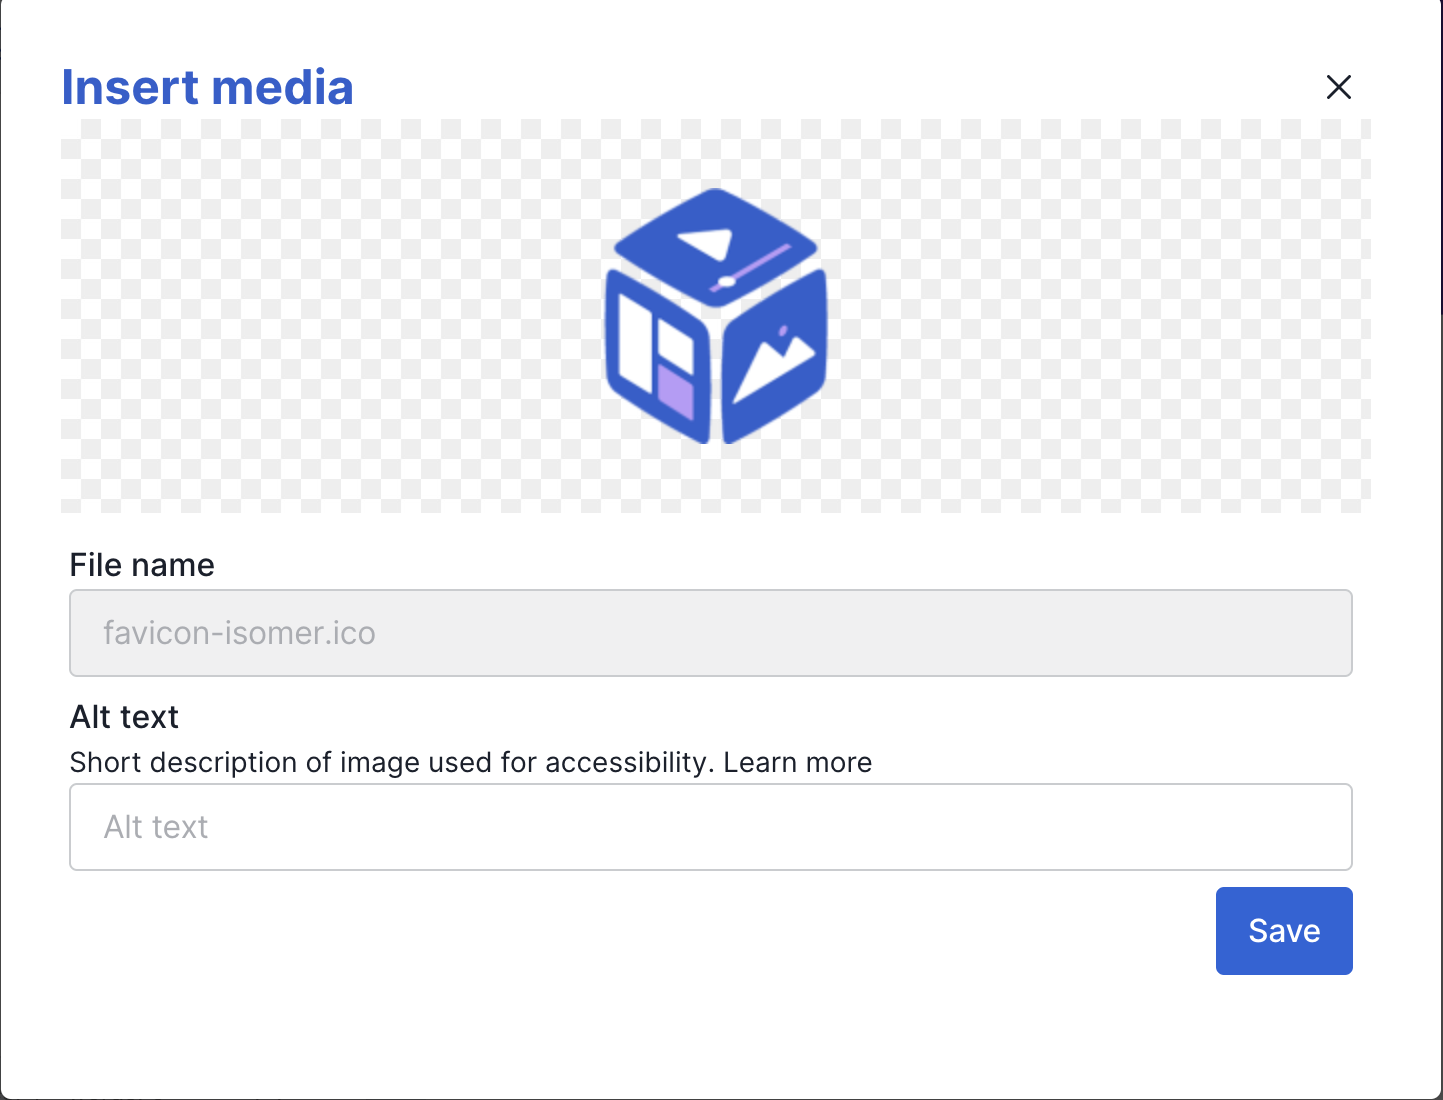 Insert media
File name
favicon-isomer.ico
Alt text
Short description of image used for accessibility. Learn more
Alt text
Save